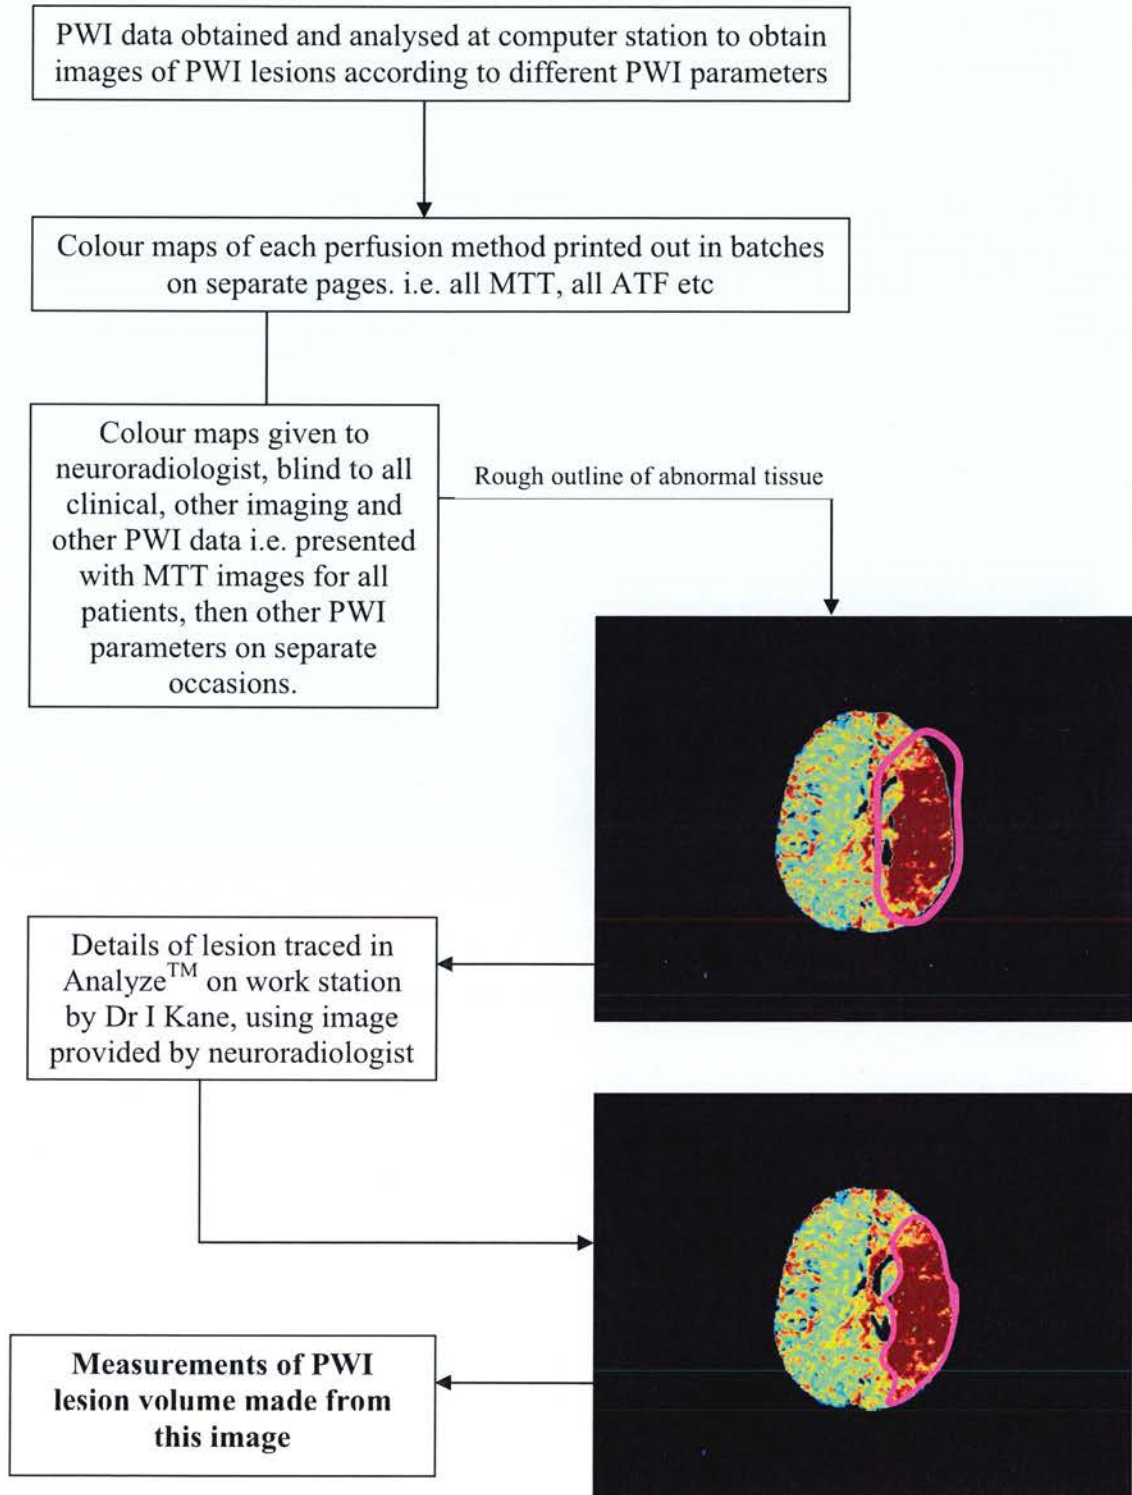 PWI data obtained and analysed at computer station to obtain
images of PWI lesions according to different PWI parameters
Colour maps of each perfusion method printed out in batches
on separate pages. i.e. all MTT, all ATF etc
Colour maps given to
neuroradiologist, blind to all
clinical, other imaging and
other PWI data i.e. presented
with MTT images for all
patients, then other PWI
parameters on separate
occasions.
Rough outline of abnormal tissue
Details of lesion traced in
Analyze™ on work station
by Dr I Kane, using image
provided by neuroradiologist
Measurements of PWI
lesion volume made from
this image